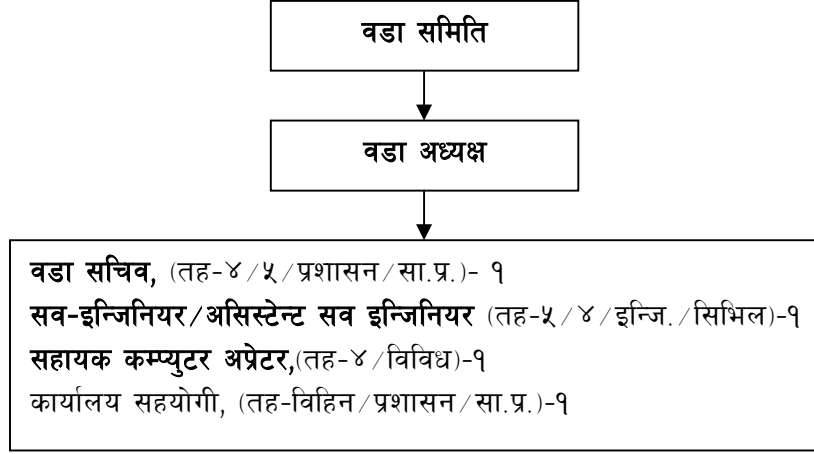 वडा समिति
वडा अध्यक्ष
वडा सचिव, (तह-४/५/प्रशासन/सा.प्र.)- १
सव-इन्जिनियर/असिस्टेन्ट सव इन्जिनियर (तह-५/४/इन्जि./सिभिल)-१
सहायक कम्प्युटर अप्रेटर,(तह-४/विविध)-१
कार्यालय सहयोगी, (तह-विहिन/प्रशासन/सा.प्र.)-१